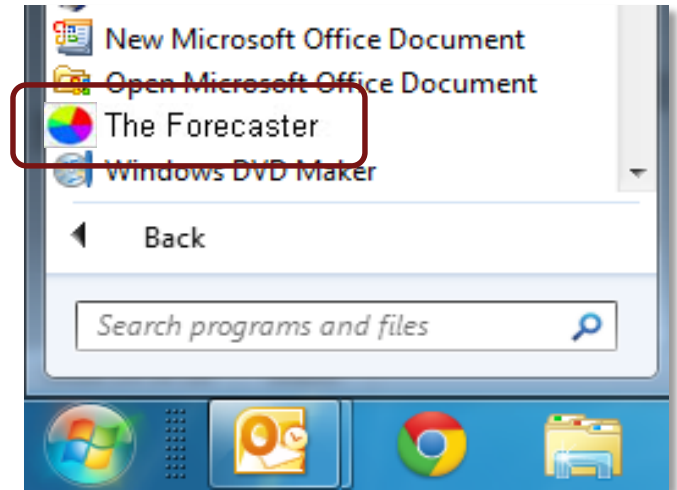 New Microsoft Office Document
Open Microsoft Office Document
The Forecaster
Windows DVD Maker
Back
Search programs and files